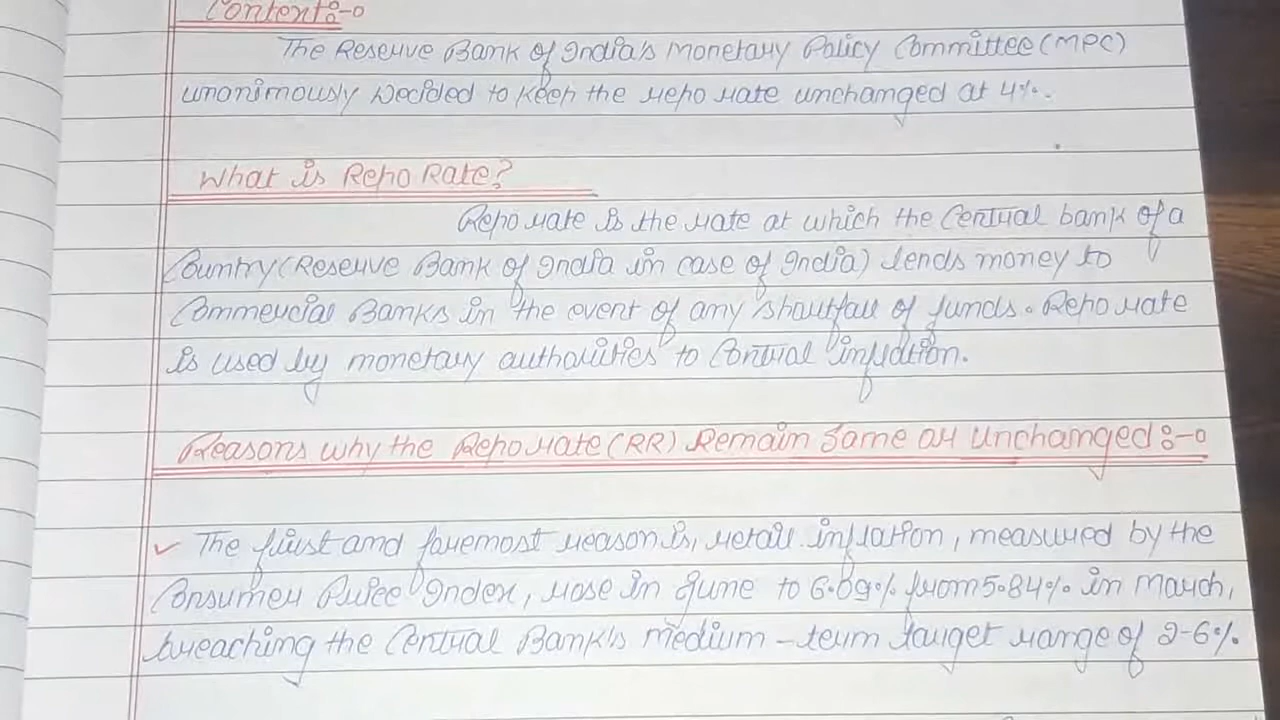 Content:-
The Reserve Bank of India's Monetary Policy Committee (MPC)
unanimously Decided to keep the repo rate unchanged at 4%.
What is Repo Rate?
Repo rate is the rate at which the Central bank of a
Country (Reserve Bank of India in case of India) lends money to
Commercial Banks in the event of any shortfall of funds. Repo rate
is used by monetary authorities to Control inflation.
Reasons why the Repo rate (RR) Remain Same or Unchanged:-
✓ The first and foremost reason is, retail inflation, measured by the
Consumer Price Index, rose in June to 6.09% from 5.84% in March,
breaching the Central Bank's medium-term target range of 2-6%.